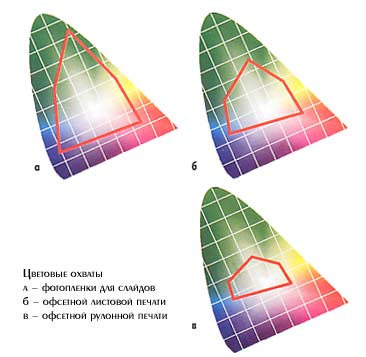 а
б
Цветовые охваты
а – фотопленки для слайдов
б – офсетной листовой печати
в – офсетной рулонной печати
в